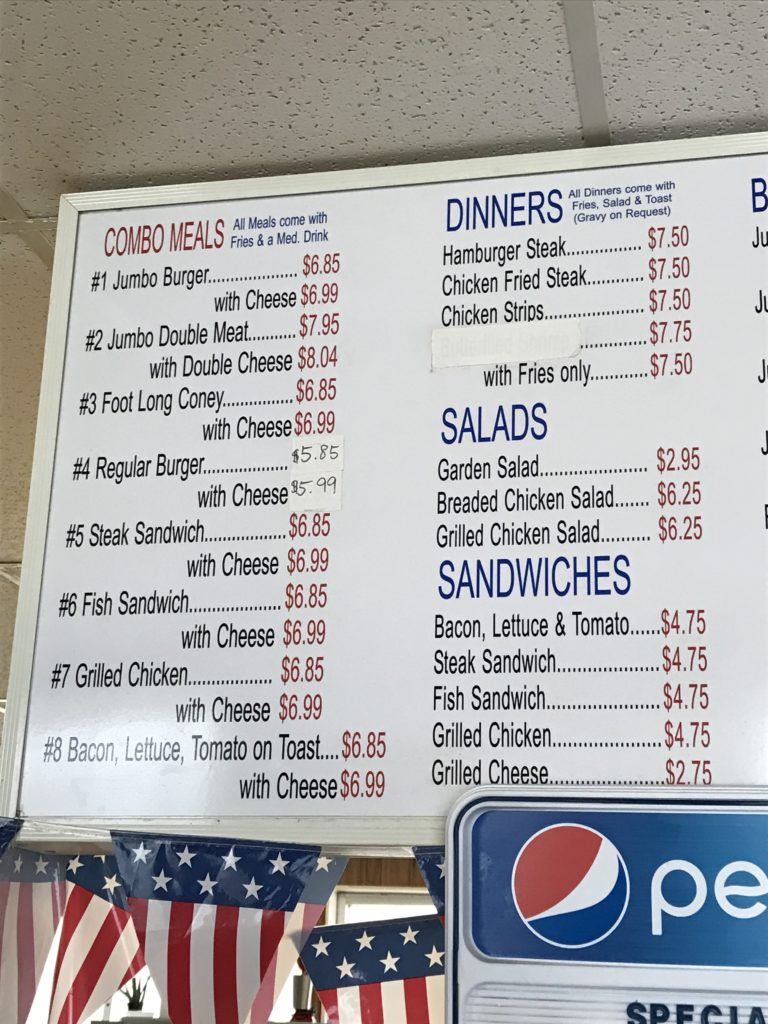 COMBO MEALS All Meals come with
Fries & a Med. Drink
#1 Jumbo Burger.................... $6.85
with Cheese $6.99
#2 Jumbo Double Meat.......... $7.95
with Double Cheese $8.04
#3 Foot Long Coney............... $6.85
with Cheese $6.99
#4 Regular Burger.................. $5.85
with Cheese $5.99
#5 Steak Sandwich................. $6.85
with Cheese $6.99
#6 Fish Sandwich................... $6.85
with Cheese $6.99
#7 Grilled Chicken................. $6.85
with Cheese $6.99
#8 Bacon, Lettuce, Tomato on Toast.... $6.85
with Cheese $6.99
DINNERS All Dinners come with
Fries, Salad & Toast
(Gravy on Request)
Hamburger Steak................ $7.50
Chicken Fried Steak............. $7.50
Chicken Strips..................... $7.50
Butterflied Shrimp ............... $7.75
with Fries only............ $7.50
SALADS
Garden Salad...................... $2.95
Breaded Chicken Salad....... $6.25
Grilled Chicken Salad.......... $6.25
SANDWICHES
Bacon, Lettuce & Tomato...... $4.75
Steak Sandwich.................... $4.75
Fish Sandwich...................... $4.75
Grilled Chicken..................... $4.75
Grilled Cheese...................... $2.75
B
Ju
Ju
Ju
pe
SPECIA